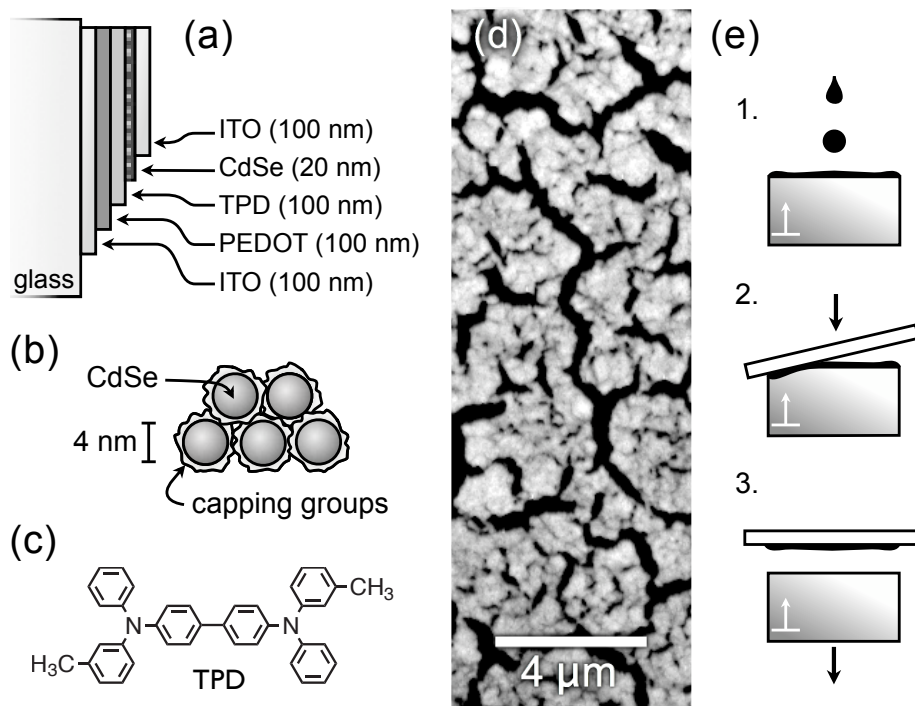 (a)
ITO (100 nm)
CdSe (20 nm)
TPD (100 nm)
PEDOT (100 nm)
ITO (100 nm)
glass
(b)
CdSe
4 nm
capping groups
(c)
CH₃
N
N
H₃C
TPD
(d)
4 µm
(e)
1.
2.
3.